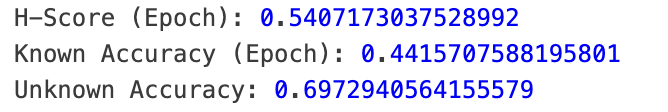 H-Score (Epoch): 0.5407173037528992
Known Accuracy (Epoch): 0.4415707588195801
Unknown Accuracy: 0.6972940564155579